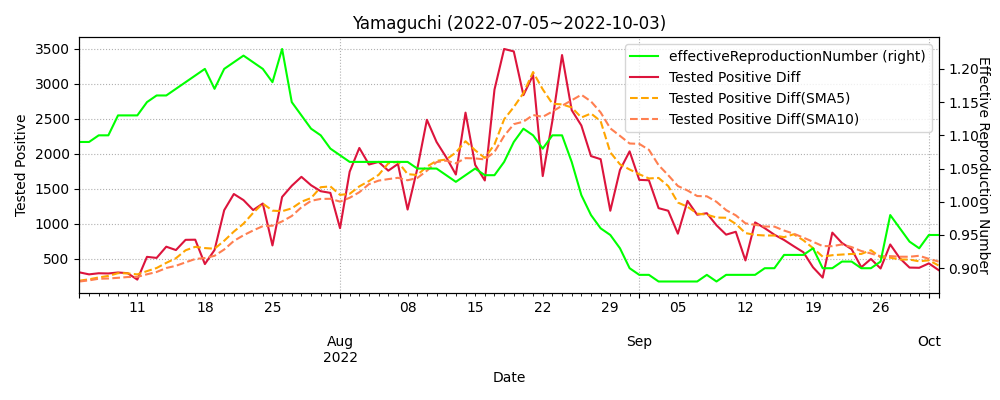 Yamaguchi (2022-07-05~2022-10-03)
effectiveReproductionNumber (right)
Tested Positive Diff
Tested Positive Diff(SMA5)
Tested Positive Diff(SMA10)
Tested Positive
3500
3000
2500
2000
1500
1000
500
1.20
1.15
1.10
1.05
1.00
0.95
0.90
Effective Reproduction Number
11 18 25 08 15 22 29 05 12 19 26
Aug Sep Oct
2022
Date